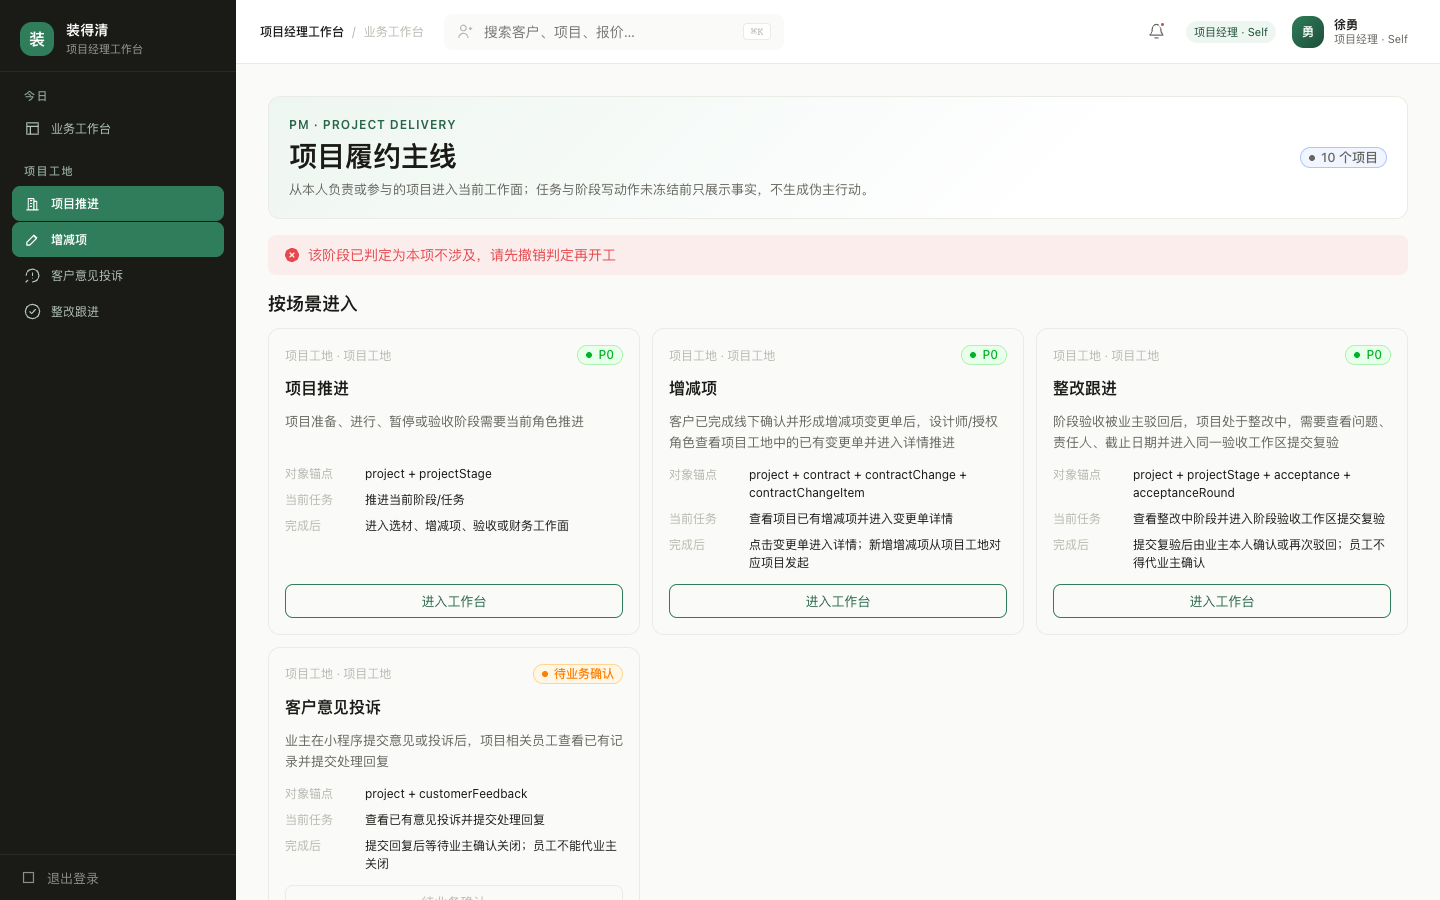 装
装得清
项目经理工作台
今日
业务工作台
项目工地
项目推进
增减项
客户意见投诉
整改跟进
退出登录
项目经理工作台 / 业务工作台
搜索客户、项目、报价...
⌘K
项目经理 · Self
勇
徐勇
项目经理 · Self
PM · PROJECT DELIVERY
项目履约主线
从本人负责或参与的项目进入当前工作面；任务与阶段写动作未冻结前只展示事实，不生成伪主行动。
10 个项目
该阶段已判定为本项不涉及，请先撤销判定再开工
按场景进入
项目工地 · 项目工地
P0
项目推进
项目准备、进行、暂停或验收阶段需要当前角色推进
对象锚点
project + projectStage
当前任务
推进当前阶段/任务
完成后
进入选材、增减项、验收或财务工作面
进入工作台
项目工地 · 项目工地
P0
增减项
客户已完成线下确认并形成增减项变更单后，设计师/授权
角色查看项目工地中的已有变更单并进入详情推进
对象锚点
project + contract + contractChange +
contractChangeItem
当前任务
查看项目已有增减项并进入变更单详情
完成后
点击变更单进入详情；新增增减项从项目工地对
应项目发起
进入工作台
项目工地 · 项目工地
P0
整改跟进
阶段验收被业主驳回后，项目处于整改中，需要查看问题、
责任人、截止日期并进入同一验收工作区提交复验
对象锚点
project + projectStage + acceptance +
acceptanceRound
当前任务
查看整改中阶段并进入阶段验收工作区提交复验
完成后
提交复验后由业主本人确认或再次驳回；员工不
得代业主确认
进入工作台
项目工地 · 项目工地
待业务确认
客户意见投诉
业主在小程序提交意见或投诉后，项目相关员工查看已有记
录并提交处理回复
对象锚点
project + customerFeedback
当前任务
查看已有意见投诉并提交处理回复
完成后
提交回复后等待业主确认关闭；员工不能代业主
关闭
待业务确认